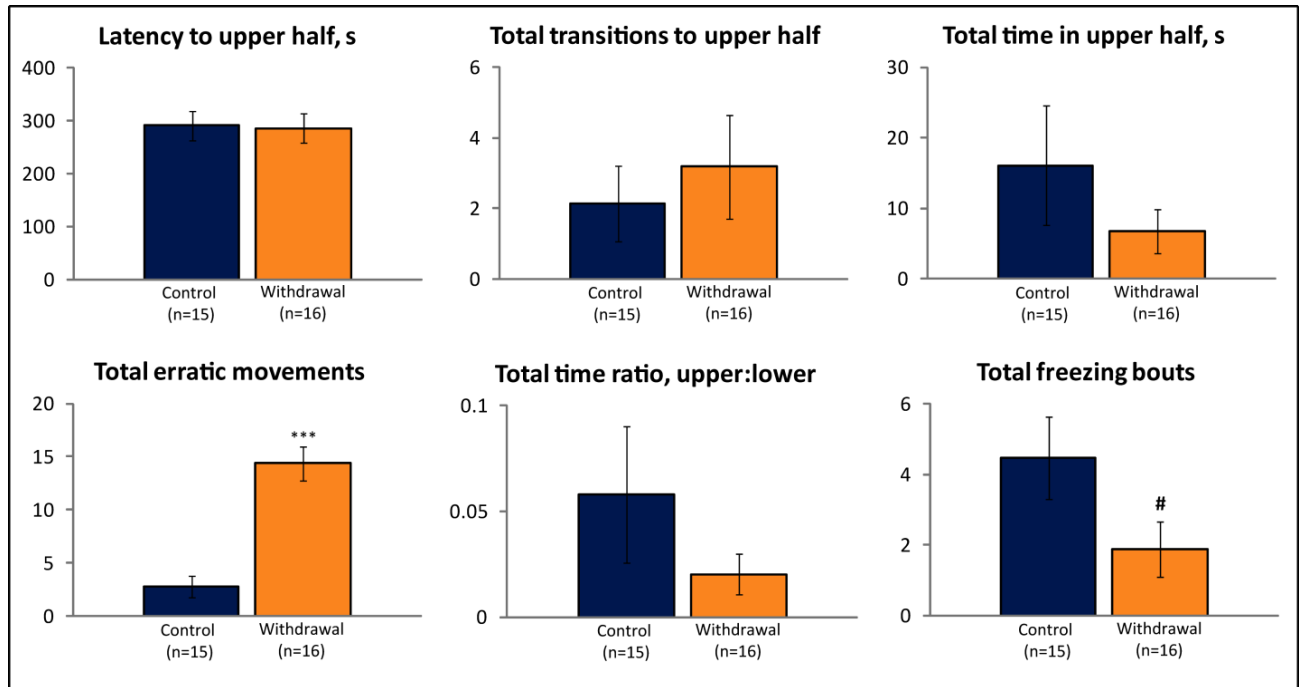 Latency to upper half, s
400
300
200
100
0
Control
(n=15)
Withdrawal
(n=16)
Total transitions to upper half
6
4
2
0
Control
(n=15)
Withdrawal
(n=16)
Total time in upper half, s
30
20
10
0
Control
(n=15)
Withdrawal
(n=16)
Total erratic movements
20
15
10
5
0
***
Control
(n=15)
Withdrawal
(n=16)
Total time ratio, upper:lower
0.1
0.05
0
Control
(n=15)
Withdrawal
(n=16)
Total freezing bouts
6
4
2
0
#
Control
(n=15)
Withdrawal
(n=16)